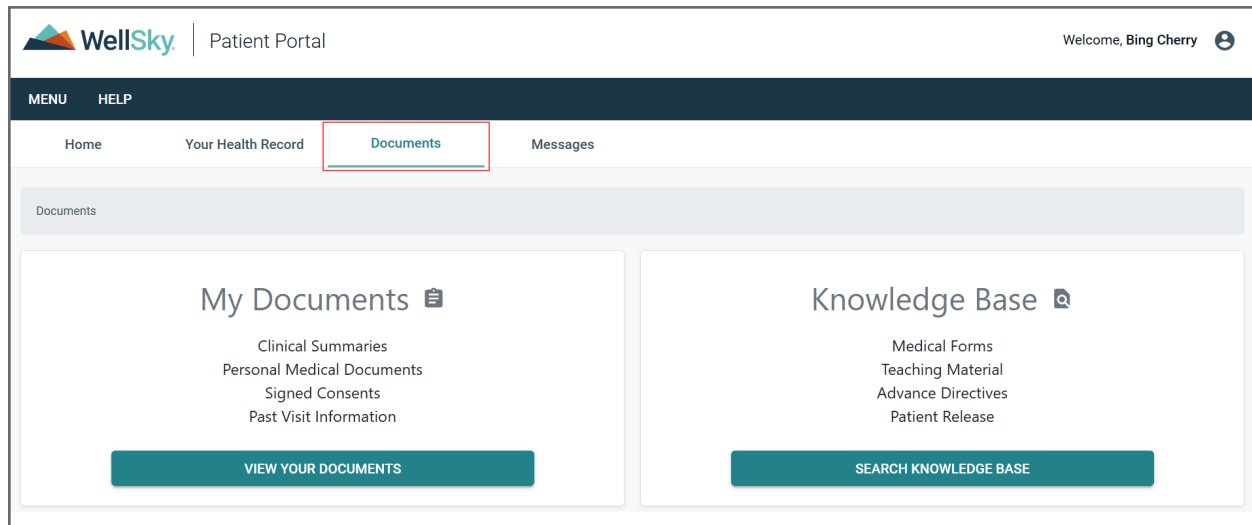 WellSky. Patient Portal
Welcome, Bing Cherry
MENU HELP
Home Your Health Record Documents Messages
Documents
My Documents
Clinical Summaries
Personal Medical Documents
Signed Consents
Past Visit Information
VIEW YOUR DOCUMENTS
Knowledge Base
Medical Forms
Teaching Material
Advance Directives
Patient Release
SEARCH KNOWLEDGE BASE